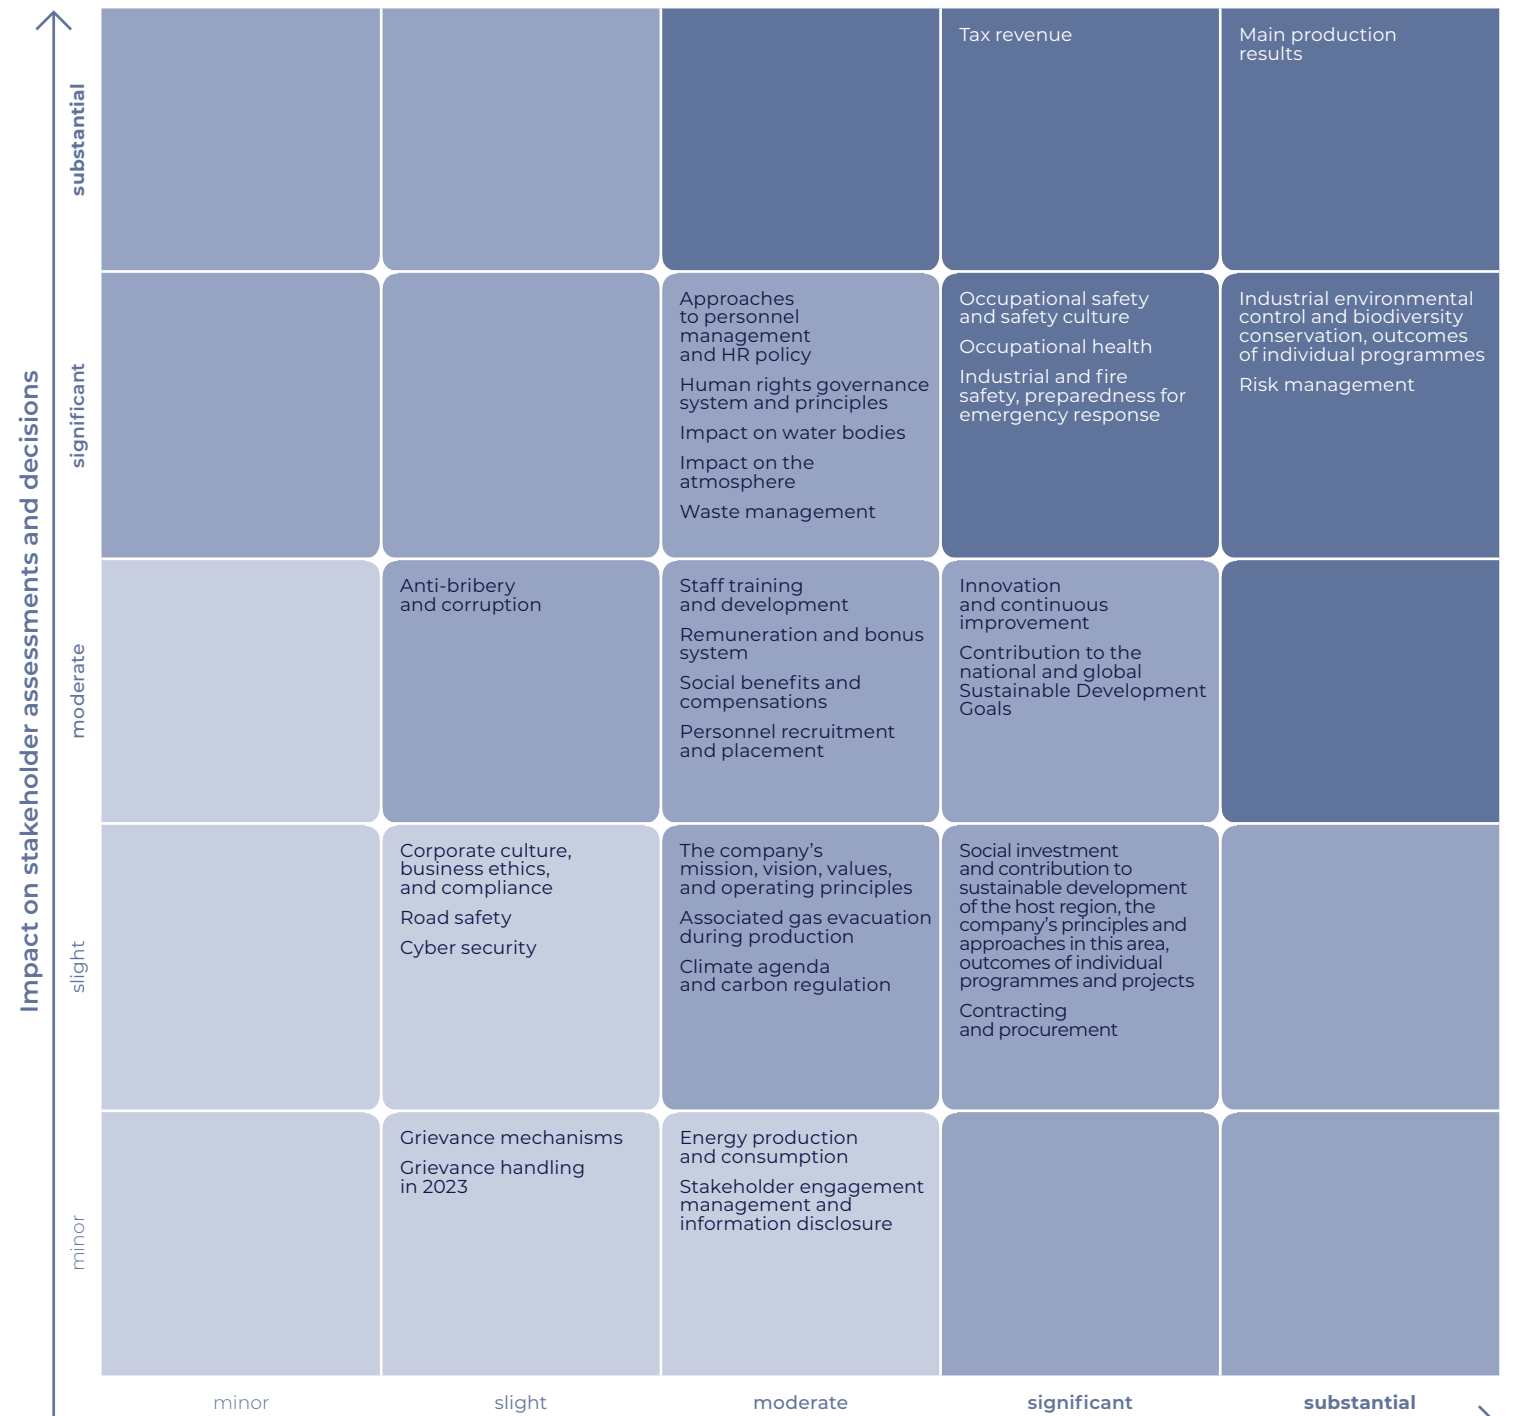 Impact on stakeholder assessments and decisions
substantial
Tax revenue
Main production
results
significant
Approaches
to personnel
management
and HR policy
Human rights governance
system and principles
Impact on water bodies
Impact on the
atmosphere
Waste management
Occupational safety
and safety culture
Occupational health
Industrial and fire
safety, preparedness for
emergency response
Industrial environmental
control and biodiversity
conservation, outcomes
of individual programmes
Risk management
moderate
Anti-bribery
and corruption
Staff training
and development
Remuneration and bonus
system
Social benefits and
compensations
Personnel recruitment
and placement
Innovation
and continuous
improvement
Contribution to the
national and global
Sustainable Development
Goals
slight
Corporate culture,
business ethics,
and compliance
Road safety
Cyber security
The company’s
mission, vision, values,
and operating principles
Associated gas evacuation
during production
Climate agenda
and carbon regulation
Social investment
and contribution to
sustainable development
of the host region, the
company’s principles and
approaches in this area,
outcomes of individual
programmes and projects
Contracting
and procurement
minor
Grievance mechanisms
Grievance handling
in 2023
Energy production
and consumption
Stakeholder engagement
management and
information disclosure
minor
slight
moderate
significant
substantial